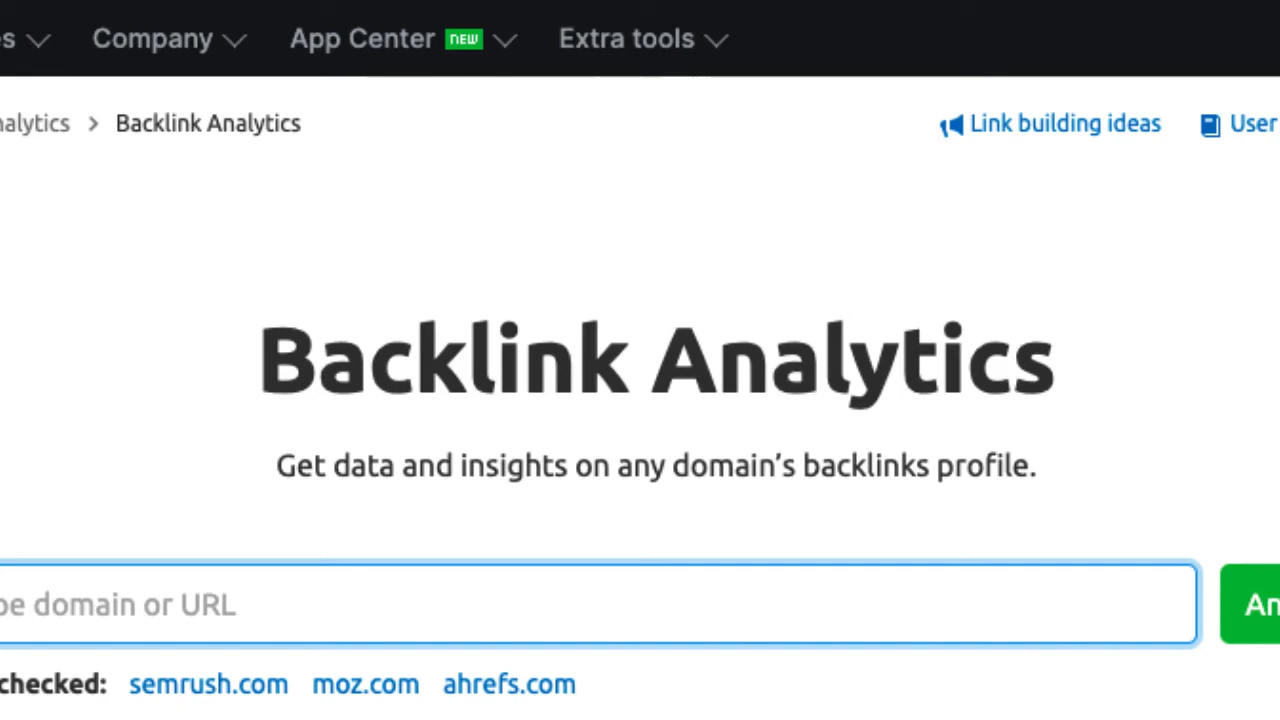 Company App Center NEW Extra tools
Backlink Analytics Link building ideas User
Backlink Analytics
Get data and insights on any domain's backlinks profile.
domain or URL
checked: semrush.com moz.com ahrefs.com